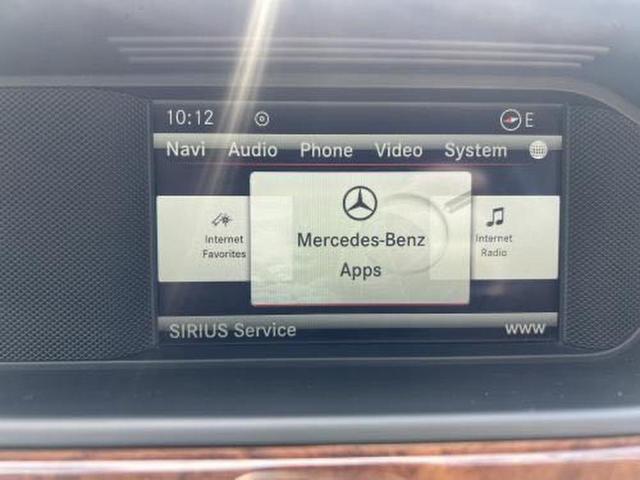 10:12 E
Navi Audio Phone Video System
Internet
Favorites
Mercedes-Benz
Apps
Internet
Radio
SIRIUS Service www